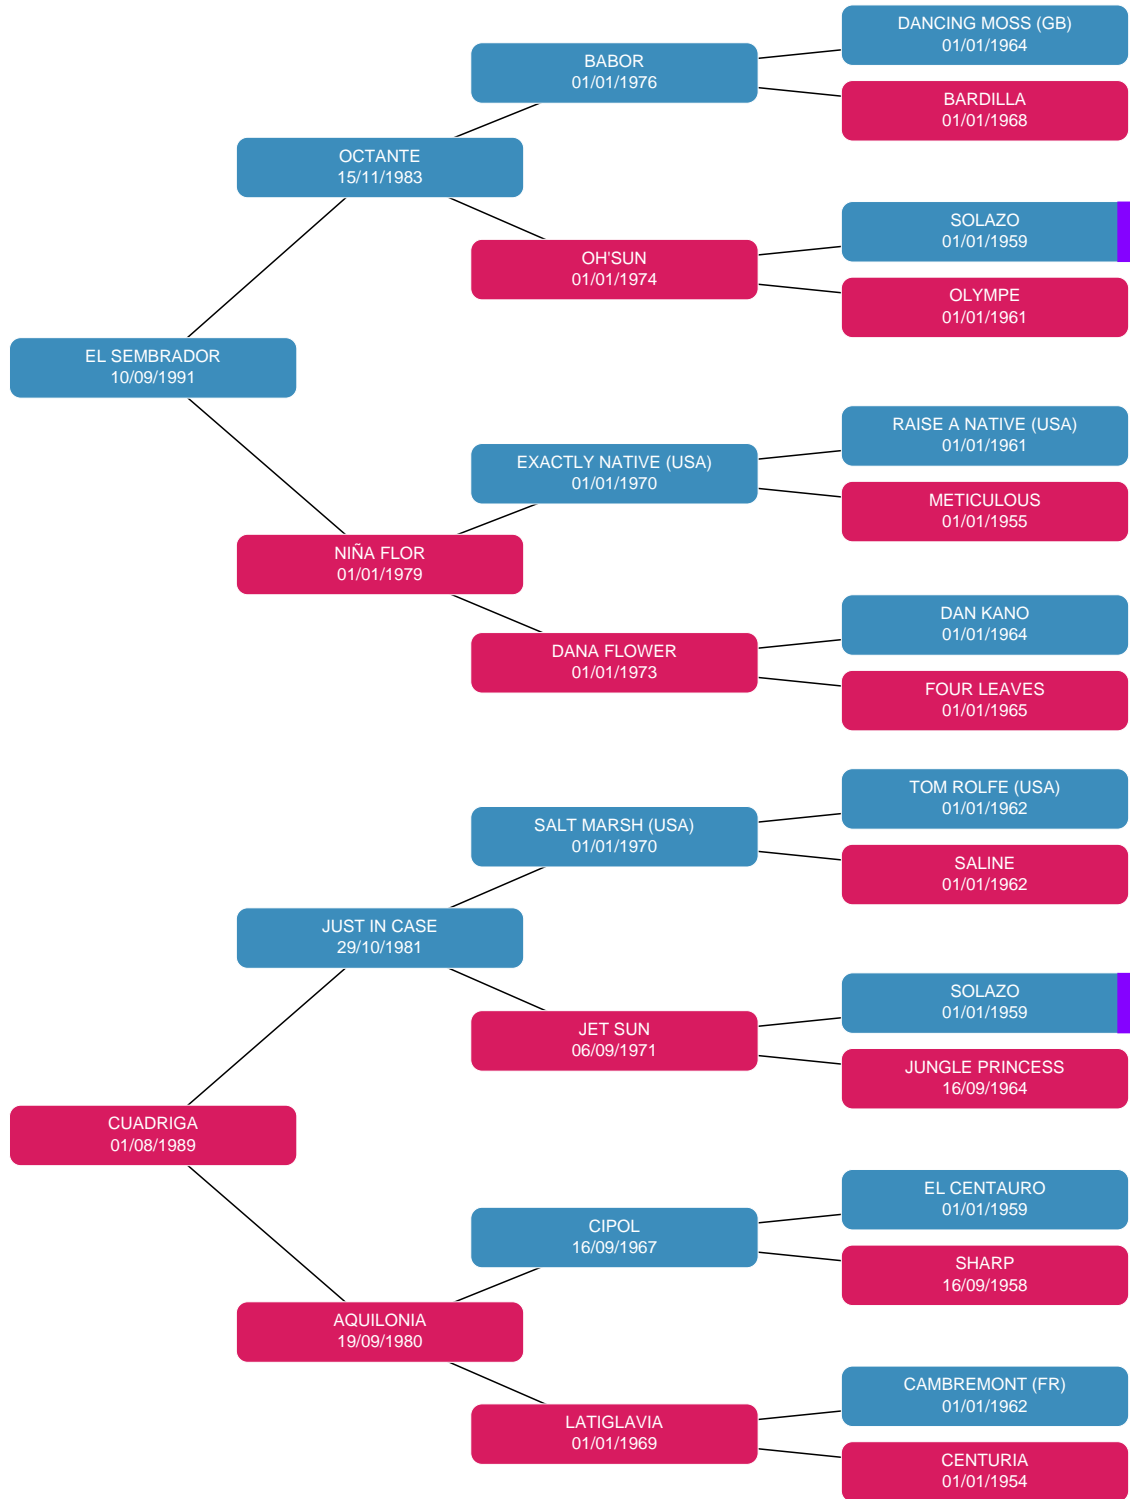 DANCING MOSS (GB)
01/01/1964
BABOR
01/01/1976
BARDILLA
01/01/1968
OCTANTE
15/11/1983
SOLAZO
01/01/1959
OH'SUN
01/01/1974
OLYMPE
01/01/1961
EL SEMBRADOR
10/09/1991
RAISE A NATIVE (USA)
01/01/1961
EXACTLY NATIVE (USA)
01/01/1970
METICULOUS
01/01/1955
NIÑA FLOR
01/01/1979
DAN KANO
01/01/1964
DANA FLOWER
01/01/1973
FOUR LEAVES
01/01/1965
TOM ROLFE (USA)
01/01/1962
SALT MARSH (USA)
01/01/1970
SALINE
01/01/1962
JUST IN CASE
29/10/1981
SOLAZO
01/01/1959
JET SUN
06/09/1971
JUNGLE PRINCESS
16/09/1964
CUADRIGA
01/08/1989
EL CENTAURO
01/01/1959
CIPOL
16/09/1967
SHARP
16/09/1958
AQUILONIA
19/09/1980
CAMBREMONT (FR)
01/01/1962
LATIGLAVIA
01/01/1969
CENTURIA
01/01/1954